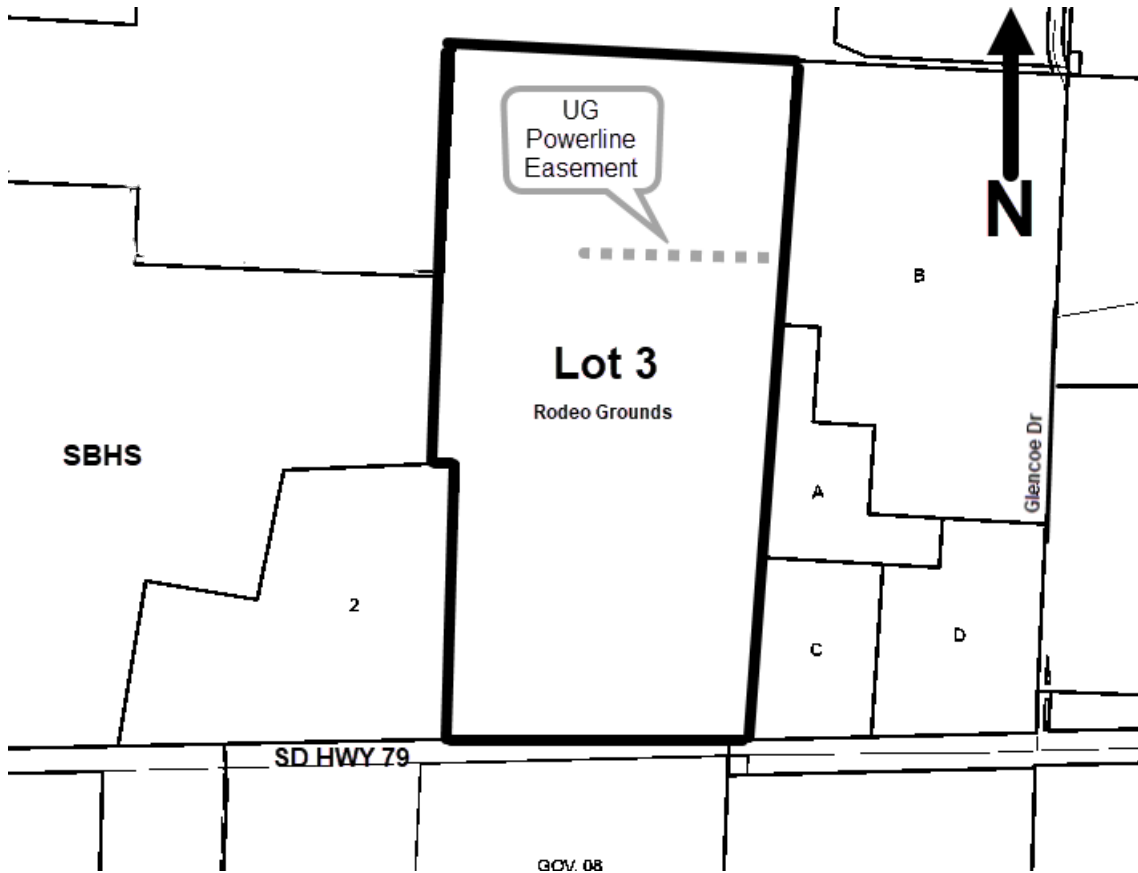 UG
Powerline
Easement
N
B
Lot 3
Rodeo Grounds
SBHS
Glencoe Dr
A
2
C
D
SD HWY 79
GOV. 08